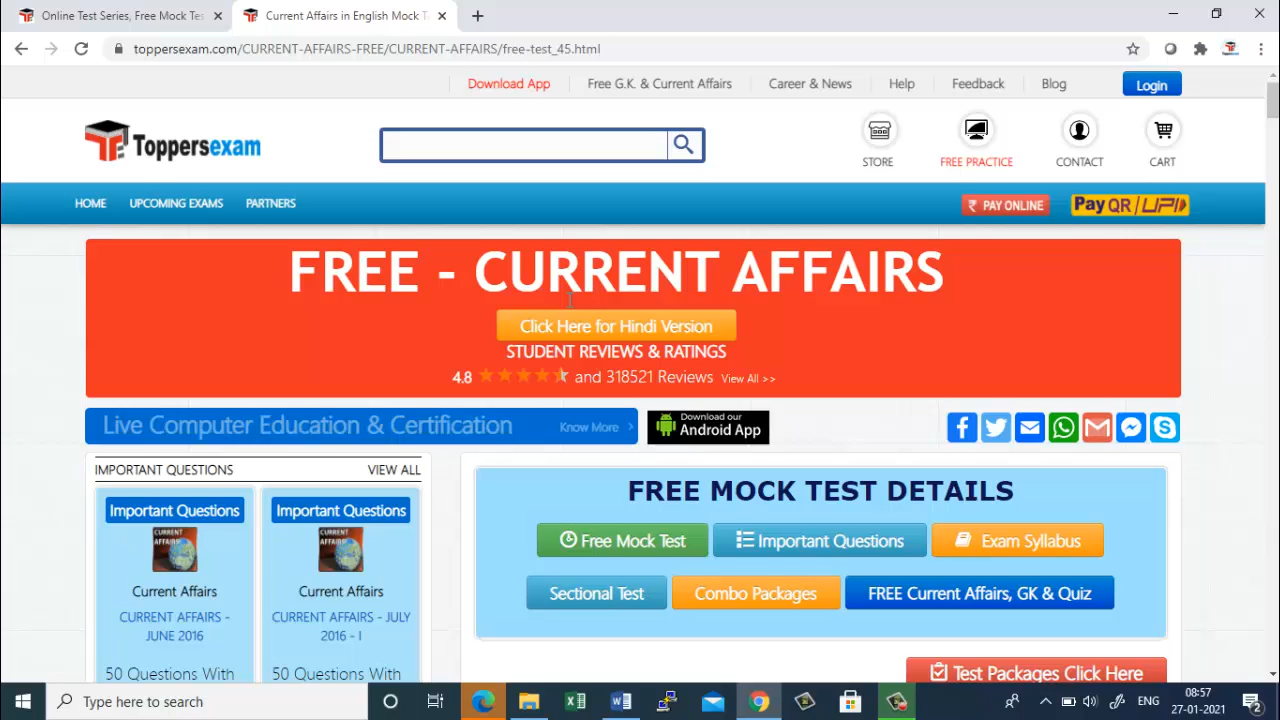 Online Test Series, Free Mock Tes
Current Affairs in English Mock T
toppersexam.com/CURRENT-AFFAIRS-FREE/CURRENT-AFFAIRS/free-test_45.html
Download App
Free G.K. & Current Affairs
Career & News
Help
Feedback
Blog
Login
Toppersexam
STORE
FREE PRACTICE
CONTACT
CART
HOME
UPCOMING EXAMS
PARTNERS
₹ PAY ONLINE
Pay QR/UPI
FREE - CURRENT AFFAIRS
Click Here for Hindi Version
STUDENT REVIEWS & RATINGS
4.8 and 318521 Reviews View All >>
Live Computer Education & Certification
Know More
Download our
Android App
IMPORTANT QUESTIONS
VIEW ALL
Important Questions
CURRENT
AFFAIRS
Current Affairs
CURRENT AFFAIRS -
JUNE 2016
50 Questions With
Important Questions
CURRENT
AFFAIRS
Current Affairs
CURRENT AFFAIRS - JULY
2016 - I
50 Questions With
FREE MOCK TEST DETAILS
Free Mock Test
Important Questions
Exam Syllabus
Sectional Test
Combo Packages
FREE Current Affairs, GK & Quiz
Test Packages Click Here
Type here to search
ENG
08:57
27-01-2021
2